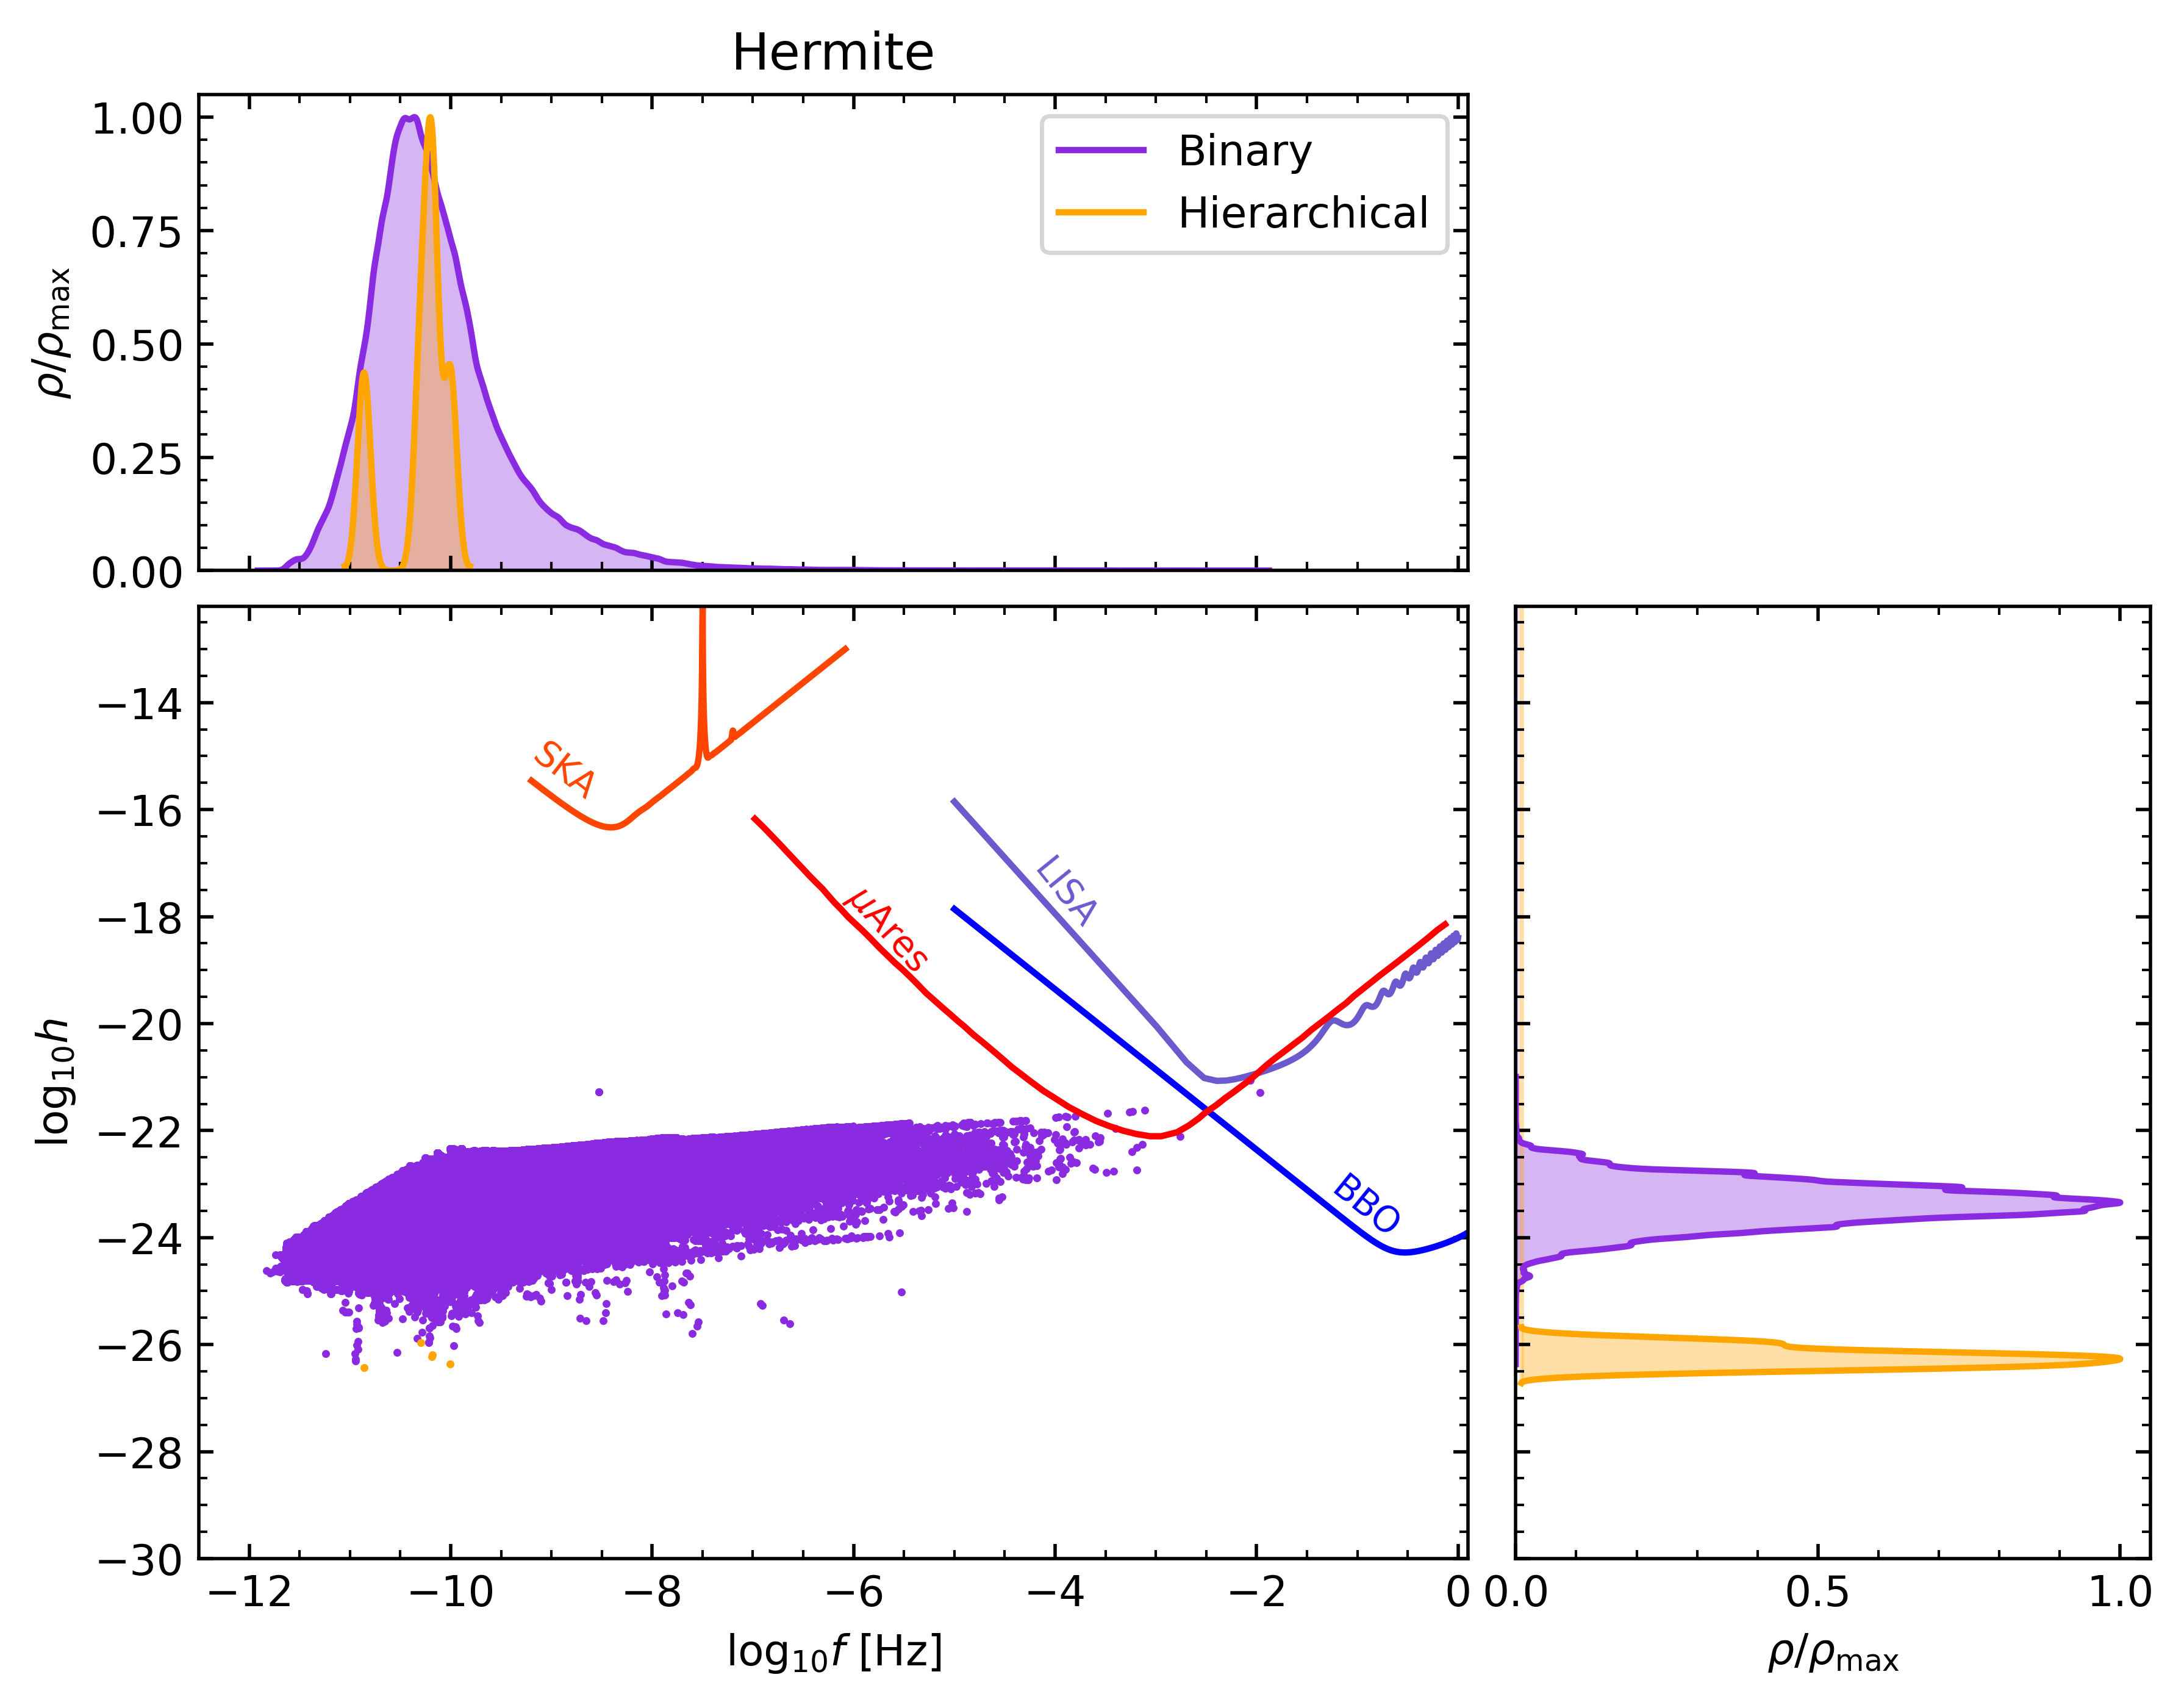 Hermite
1.00
0.75
0.50
0.25
0.00
ρ/ρmax
Binary
Hierarchical
−14
−16
−18
−20
−22
−24
−26
−28
−30
log10h
SKA
μAres
LISA
BBO
−12 −10 −8 −6 −4 −2 0
log10f [Hz]
0.0 0.5 1.0
ρ/ρmax